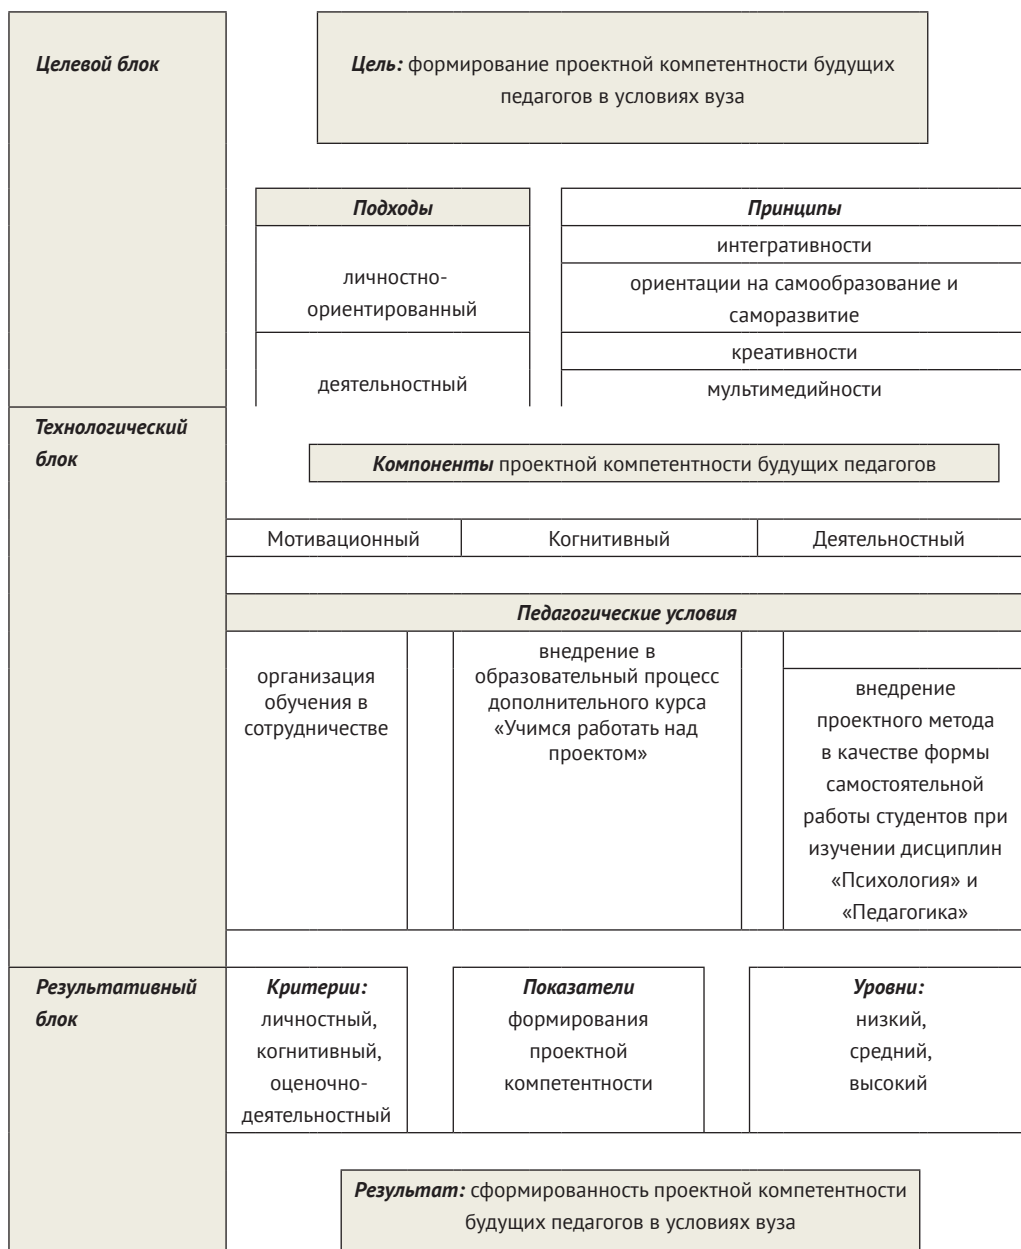 Целевой блок
Цель: формирование проектной компетентности будущих
педагогов в условиях вуза
Подходы
личностно-
ориентированный
деятельностный
Принципы
интегративности
ориентации на самообразование и
саморазвитие
креативности
мультимедийности
Технологический
блок
Компоненты проектной компетентности будущих педагогов
Мотивационный
Когнитивный
Деятельностный
Педагогические условия
организация
обучения в
сотрудничестве
внедрение в
образовательный процесс
дополнительного курса
«Учимся работать над
проектом»
внедрение
проектного метода
в качестве формы
самостоятельной
работы студентов при
изучении дисциплин
«Психология» и
«Педагогика»
Результативный
блок
Критерии:
личностный,
когнитивный,
оценочно-
деятельностный
Показатели
формирования
проектной
компетентности
Уровни:
низкий,
средний,
высокий
Результат: сформированность проектной компетентности
будущих педагогов в условиях вуза